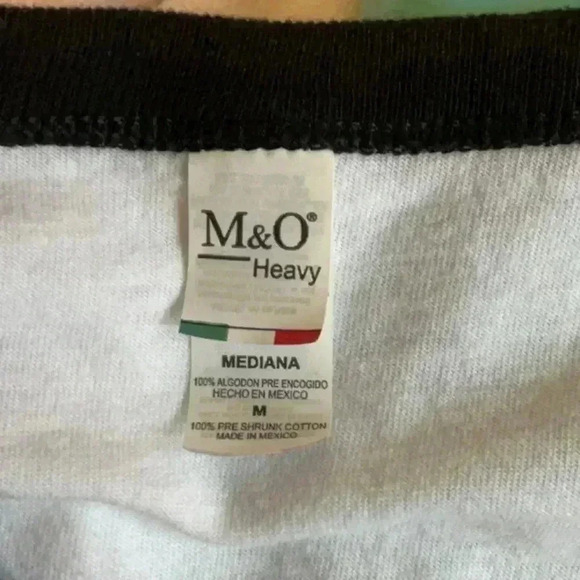 M&O®
Heavy
MEDIANA
100% ALGODON PRE ENCOGIDO
HECHO EN MEXICO
M
100% PRE SHRUNK COTTON
MADE IN MEXICO